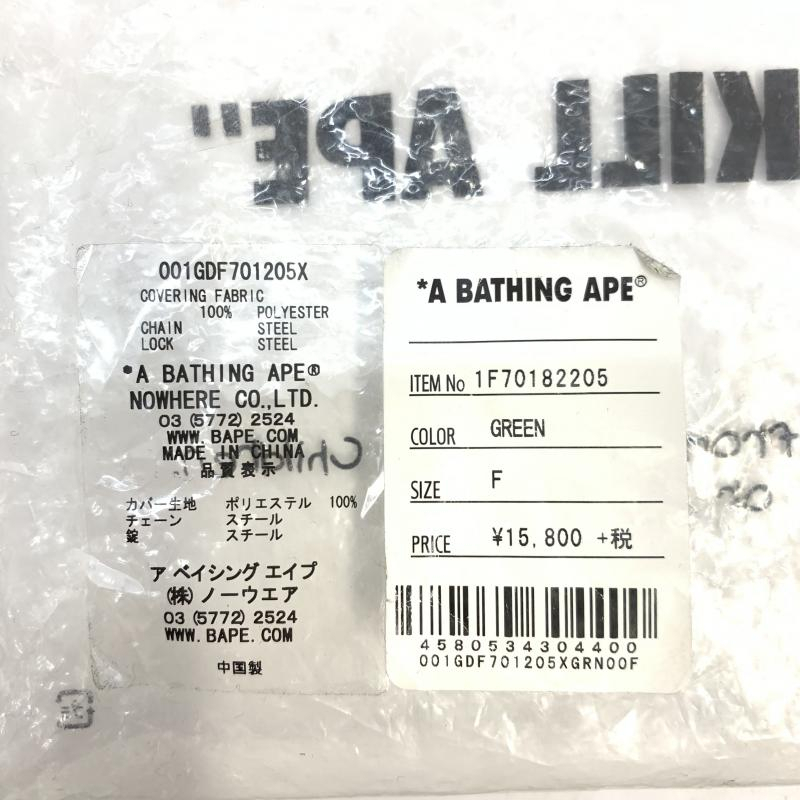 KILL APE"
001GDF701205X
COVERING FABRIC
100% POLYESTER
CHAIN STEEL
LOCK STEEL
*A BATHING APE®
NOWHERE CO.,LTD.
03 (5772) 2524
WWW.BAPE.COM
MADE IN CHINA
品質表示
カバー生地 ポリエステル 100%
チェーン スチール
錠 スチール
ア ベイシング エイプ
(株) ノーウエア
03 (5772) 2524
WWW.BAPE.COM
中国製
*A BATHING APE®
ITEM No 1F70182205
COLOR GREEN
SIZE F
PRICE ¥15,800 +税
4580534304400
001GDF701205XGRN00F